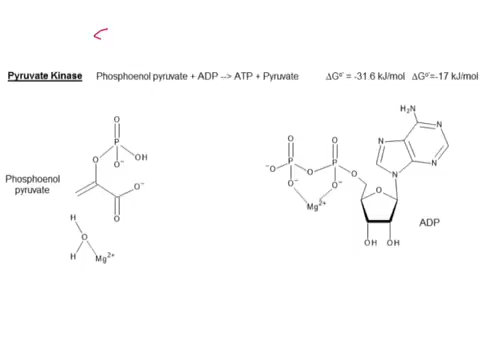 Pyruvate Kinase Phosphoenol pyruvate + ADP --> ATP + Pyruvate ΔG°' = -31.6 kJ/mol ΔG°'=-17 kJ/mol
Phosphoenol
pyruvate
O
P
OH
O
O⁻
O⁻
O
H
O
H
Mg²⁺
H₂N
N
N
N
N
O
O
⁻O
P
O
P
O
O⁻
O⁻
Mg²⁺
O
OH
OH
ADP